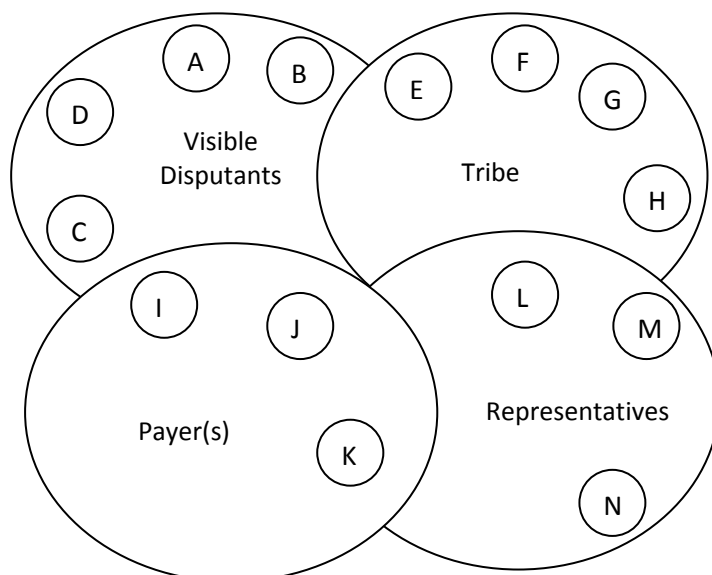 A
B
D
Visible
Disputants
C
E
F
G
Tribe
H
I
J
Payer(s)
K
L
M
Representatives
N